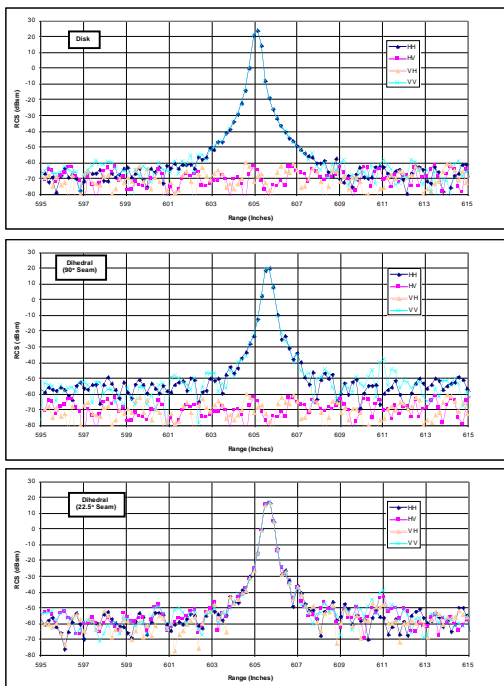 Disk
30
20
10
0
-10
-20
-30
-40
-50
-60
-70
-80
RCS (dBsm)
HH
HV
VH
VV
595 597 599 601 603 605 607 609 611 613 615
Range (Inches)
Dihedral
(90° Seam)
30
20
10
0
-10
-20
-30
-40
-50
-60
-70
-80
RCS (dBsm)
HH
HV
VH
VV
595 597 599 601 603 605 607 609 611 613 615
Range (Inches)
Dihedral
(22.5° Seam)
30
20
10
0
-10
-20
-30
-40
-50
-60
-70
-80
RCS (dBsm)
HH
HV
VH
VV
595 597 599 601 603 605 607 609 611 613 615
Range (Inches)